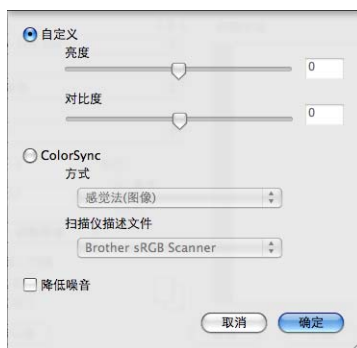 自定义
亮度
0
对比度
0
ColorSync
方式
感觉法(图像)
扫描仪描述文件
Brother sRGB Scanner
降低噪音
取消 确定